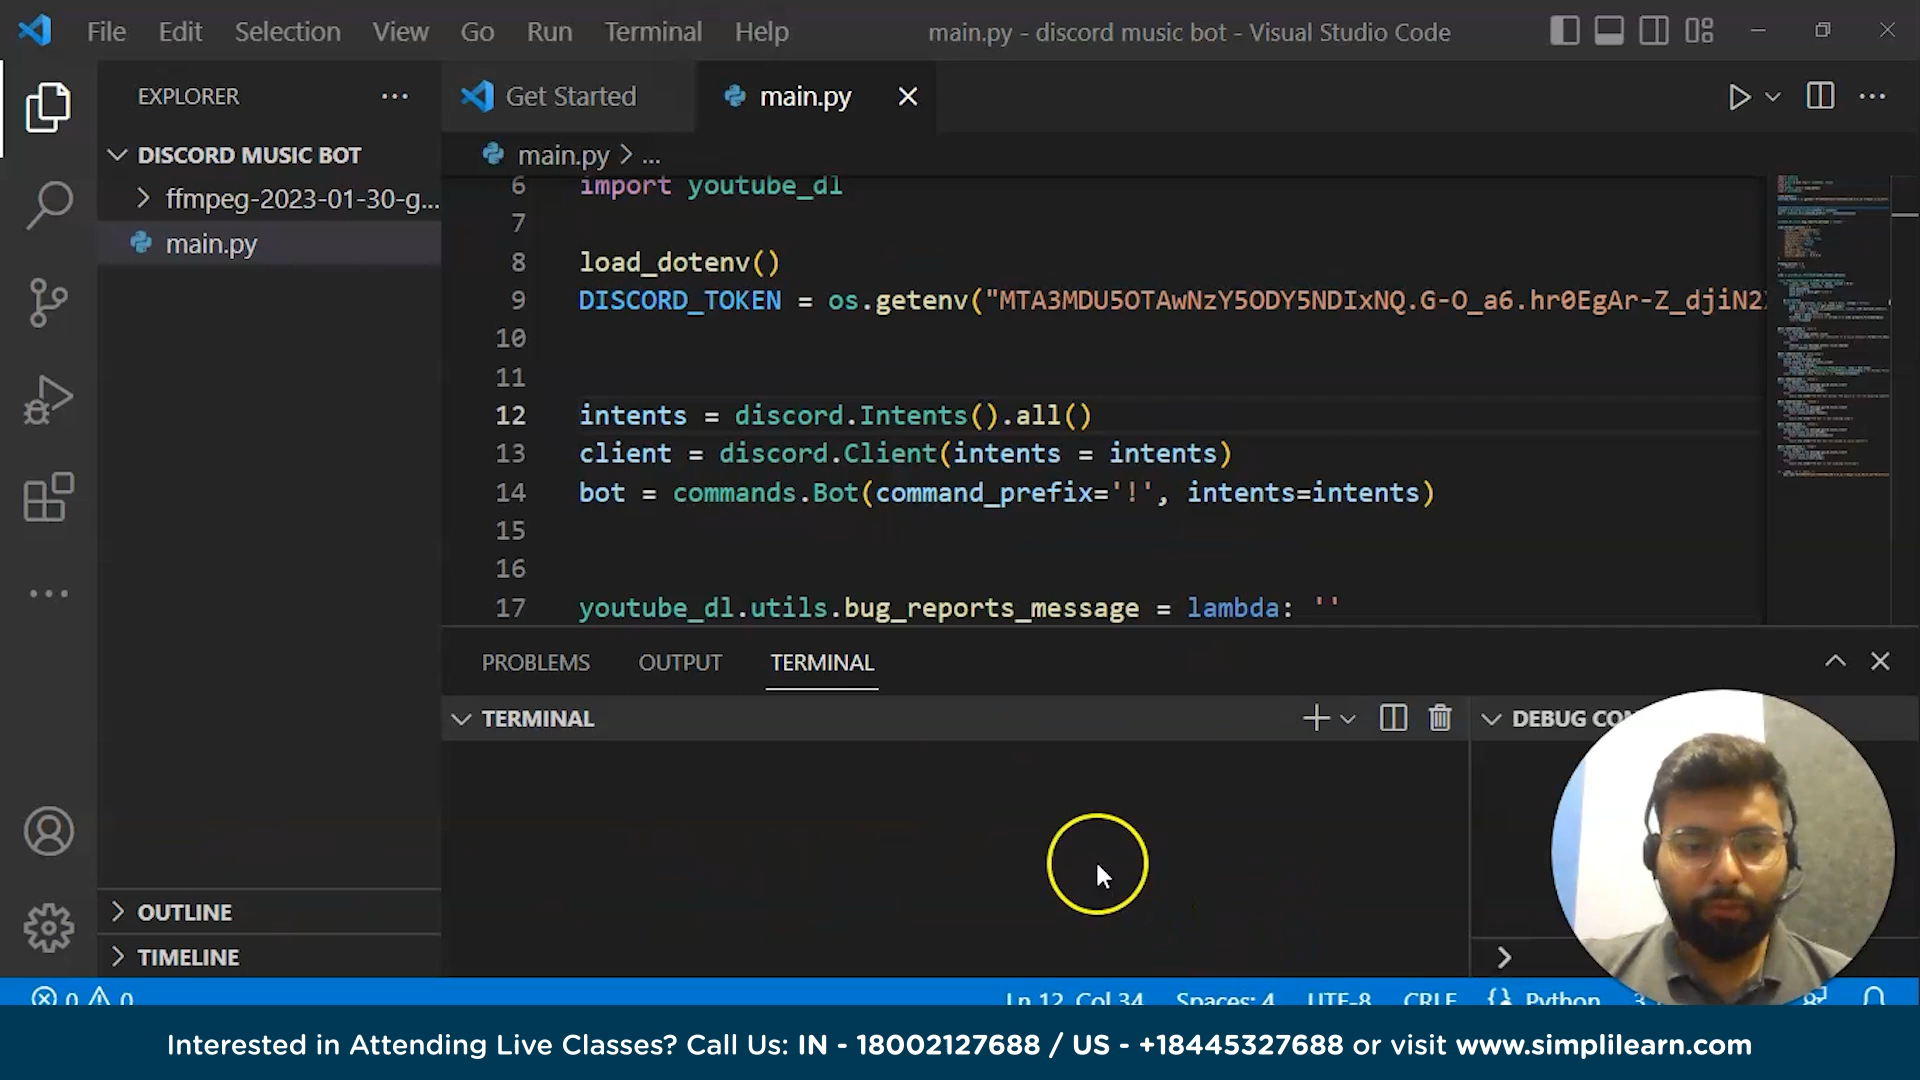 File Edit Selection View Go Run Terminal Help
main.py - discord music bot - Visual Studio Code
EXPLORER
Get Started
main.py
DISCORD MUSIC BOT
main.py > ...
ffmpeg-2023-01-30-g...
main.py
6 import youtube_dl
7
8 load_dotenv()
9 DISCORD_TOKEN = os.getenv("MTA3MDU5OTAwNzY5ODY5NDIxNQ.G-O_a6.hr0EgAr-Z_djiN2
10
11
12 intents = discord.Intents().all()
13 client = discord.Client(intents = intents)
14 bot = commands.Bot(command_prefix='!', intents=intents)
15
16
17 youtube_dl.utils.bug_reports_message = lambda: ''
PROBLEMS OUTPUT TERMINAL
TERMINAL
DEBUG
OUTLINE
TIMELINE
0 0
Ln 12, Col 34 Spaces: 4 UTF-8 CRLF Python
Interested in Attending Live Classes? Call Us: IN - 18002127688 / US - +18445327688 or visit www.simplilearn.com